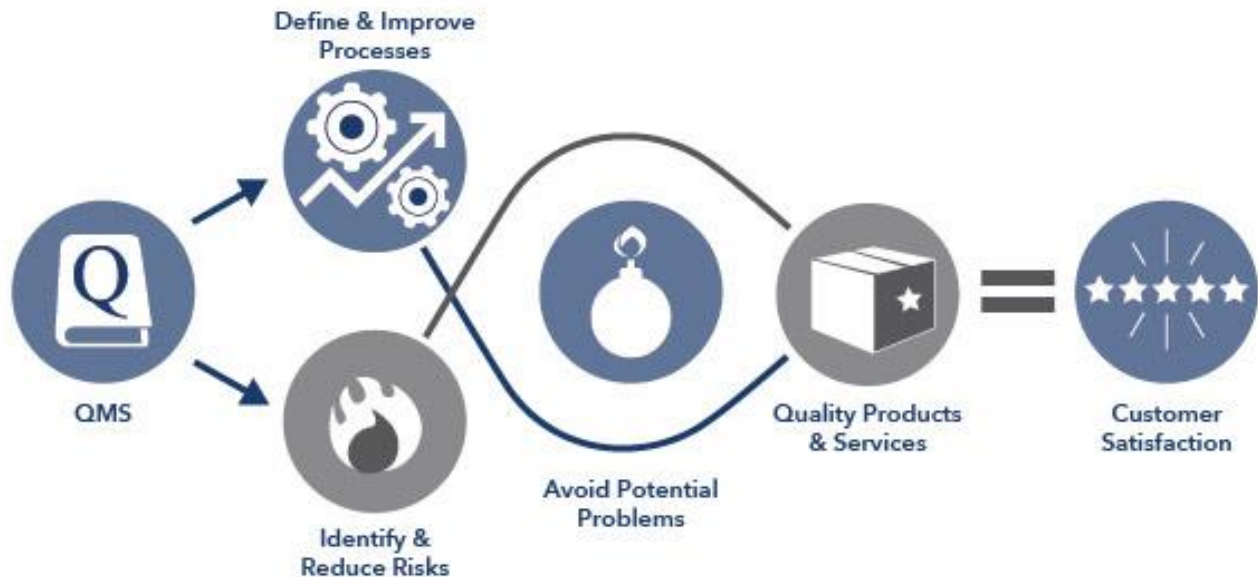 Define & Improve
Processes
Q
QMS
Identify &
Reduce Risks
Avoid Potential
Problems
Quality Products
& Services
Customer
Satisfaction